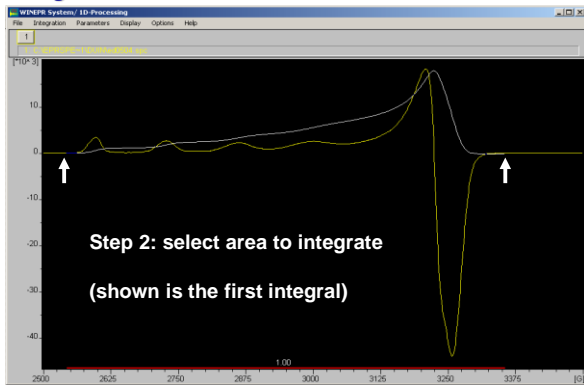 WINEPR System/ 1D-Processing
File Integration Parameters Display Options Help
1
[*10^ 3]
10.
0.
-10.
-20.
-30.
-40.
Step 2: select area to integrate
(shown is the first integral)
1.00
2500 2625 2750 2875 3000 3125 3250 3375 [G]